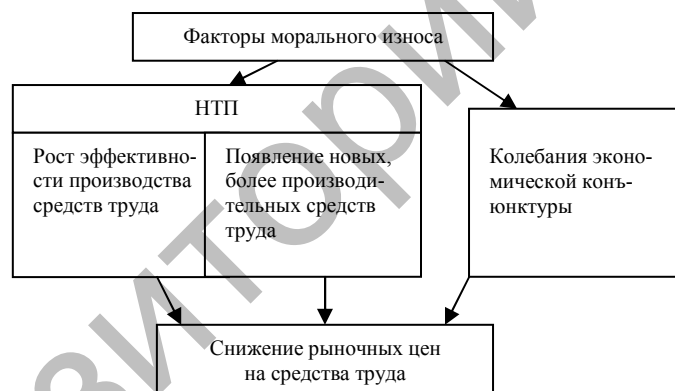 Факторы морального износа
НТП
Рост эффективно-
сти производства
средств труда
Появление новых,
более производи-
тельных средств
труда
Колебания эконо-
мической конъ-
юнктуры
Снижение рыночных цен
на средства труда